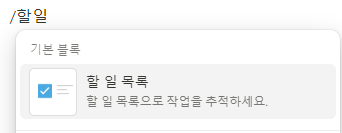 /할일
기본 블록
할 일 목록
할 일 목록으로 작업을 추적하세요.